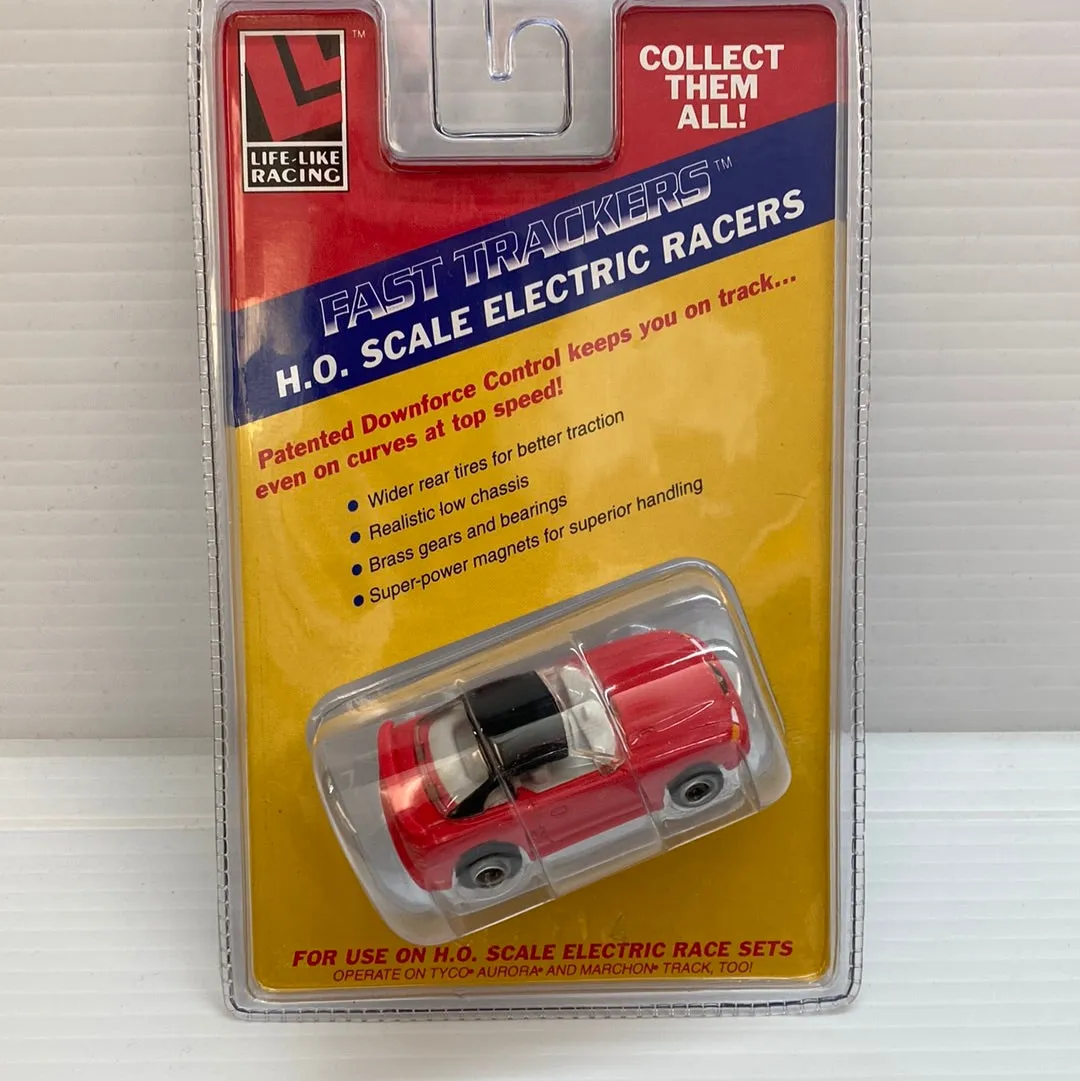 LIFE-LIKE
RACING
TM
COLLECT
THEM
ALL!
FAST TRACKERS™
H.O. SCALE ELECTRIC RACERS
Patented Downforce Control keeps you on track...
even on curves at top speed!
• Wider rear tires for better traction
• Realistic low chassis
• Brass gears and bearings
• Super-power magnets for superior handling
FOR USE ON H.O. SCALE ELECTRIC RACE SETS
OPERATE ON TYCO® AURORA® AND MARCHON® TRACK, TOO!